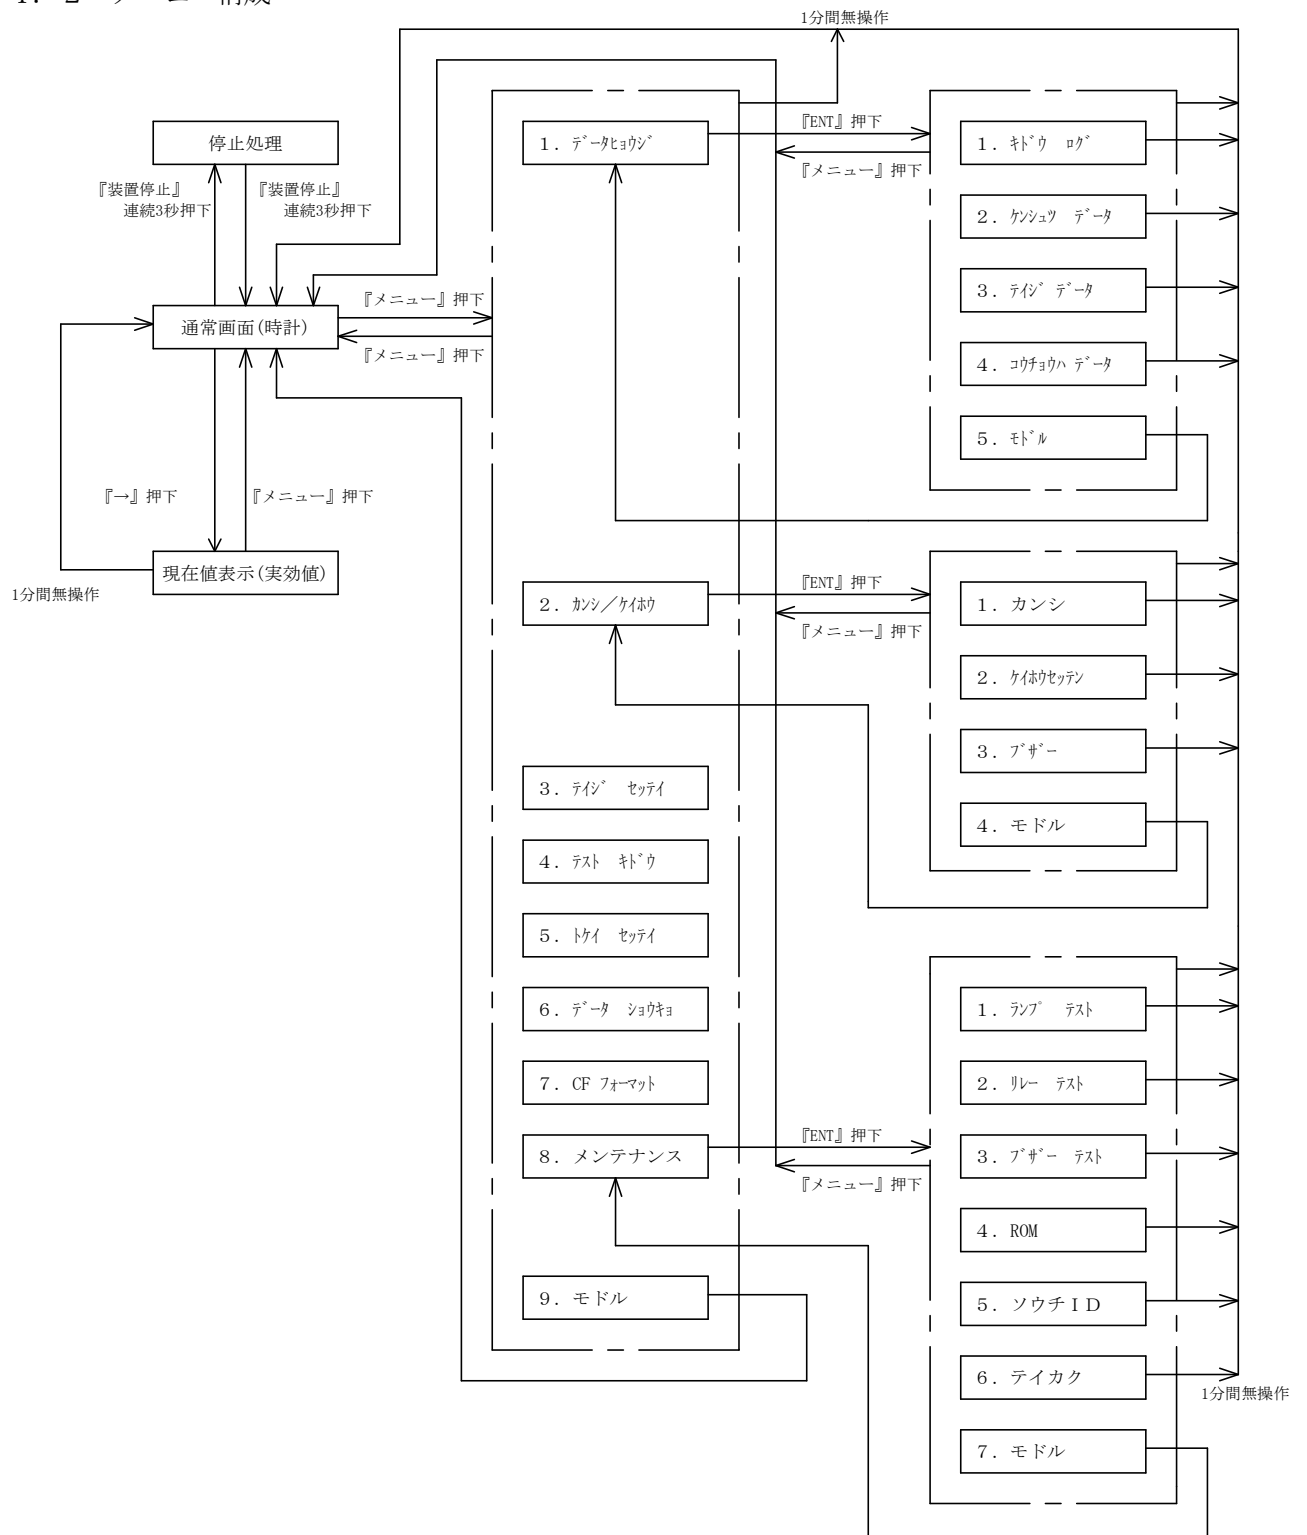 1分間無操作
停止処理
『装置停止』
連続3秒押下
『装置停止』
連続3秒押下
通常画面(時計)
『メニュー』押下
『メニュー』押下
『→』押下
『メニュー』押下
現在値表示(実効値)
1分間無操作
1. ﾃﾞｰﾀﾋｮｳｼﾞ
『ENT』押下
『メニュー』押下
1. ｷﾄﾞｳ ﾛｸﾞ
2. ｹﾝｼｭﾂ ﾃﾞｰﾀ
3. ﾃｲｼﾞ ﾃﾞｰﾀ
4. ｺｳﾁｮｳﾊ ﾃﾞｰﾀ
5. ﾓﾄﾞﾙ
2. ｶﾝｼ／ｹｲﾎｳ
『ENT』押下
『メニュー』押下
1. カンシ
2. ｹｲﾎｳｾｯﾃﾝ
3. ﾌﾞｻﾞｰ
4. モドル
3. ﾃｲｼﾞ ｾｯﾃｲ
4. ﾃｽﾄ ｷﾄﾞｳ
5. ﾄｹｲ ｾｯﾃｲ
6. ﾃﾞｰﾀ ｼｮｳｷｮ
7. CF ﾌｫｰﾏｯﾄ
8. メンテナンス
『ENT』押下
『メニュー』押下
9. モドル
1. ﾗﾝﾌﾟ ﾃｽﾄ
2. ﾘﾚｰ ﾃｽﾄ
3. ﾌﾞｻﾞｰ ﾃｽﾄ
4. ROM
5. ソウチＩＤ
6. テイカク
1分間無操作
7. モドル